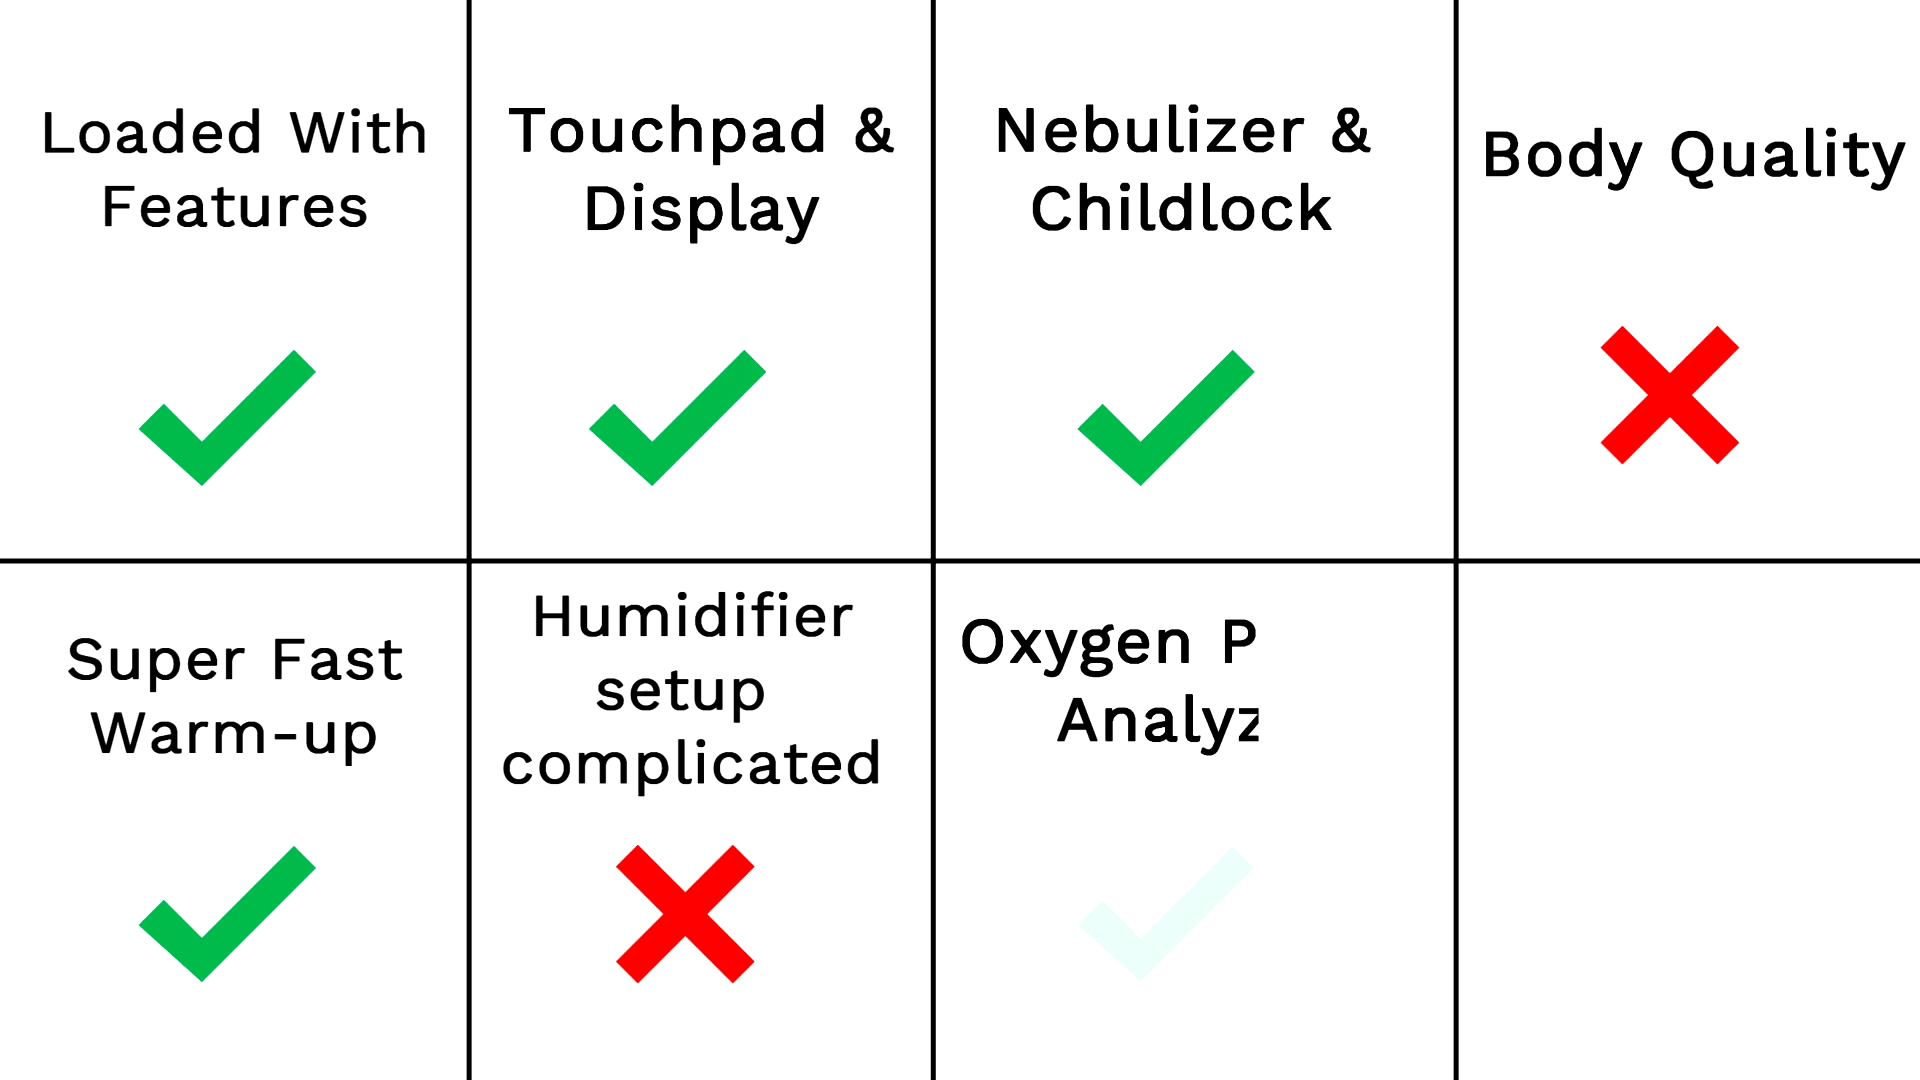 Loaded With
Features
Touchpad &
Display
Nebulizer &
Childlock
Body Quality
Super Fast
Warm-up
Humidifier
setup
complicated
Oxygen P
Analyz